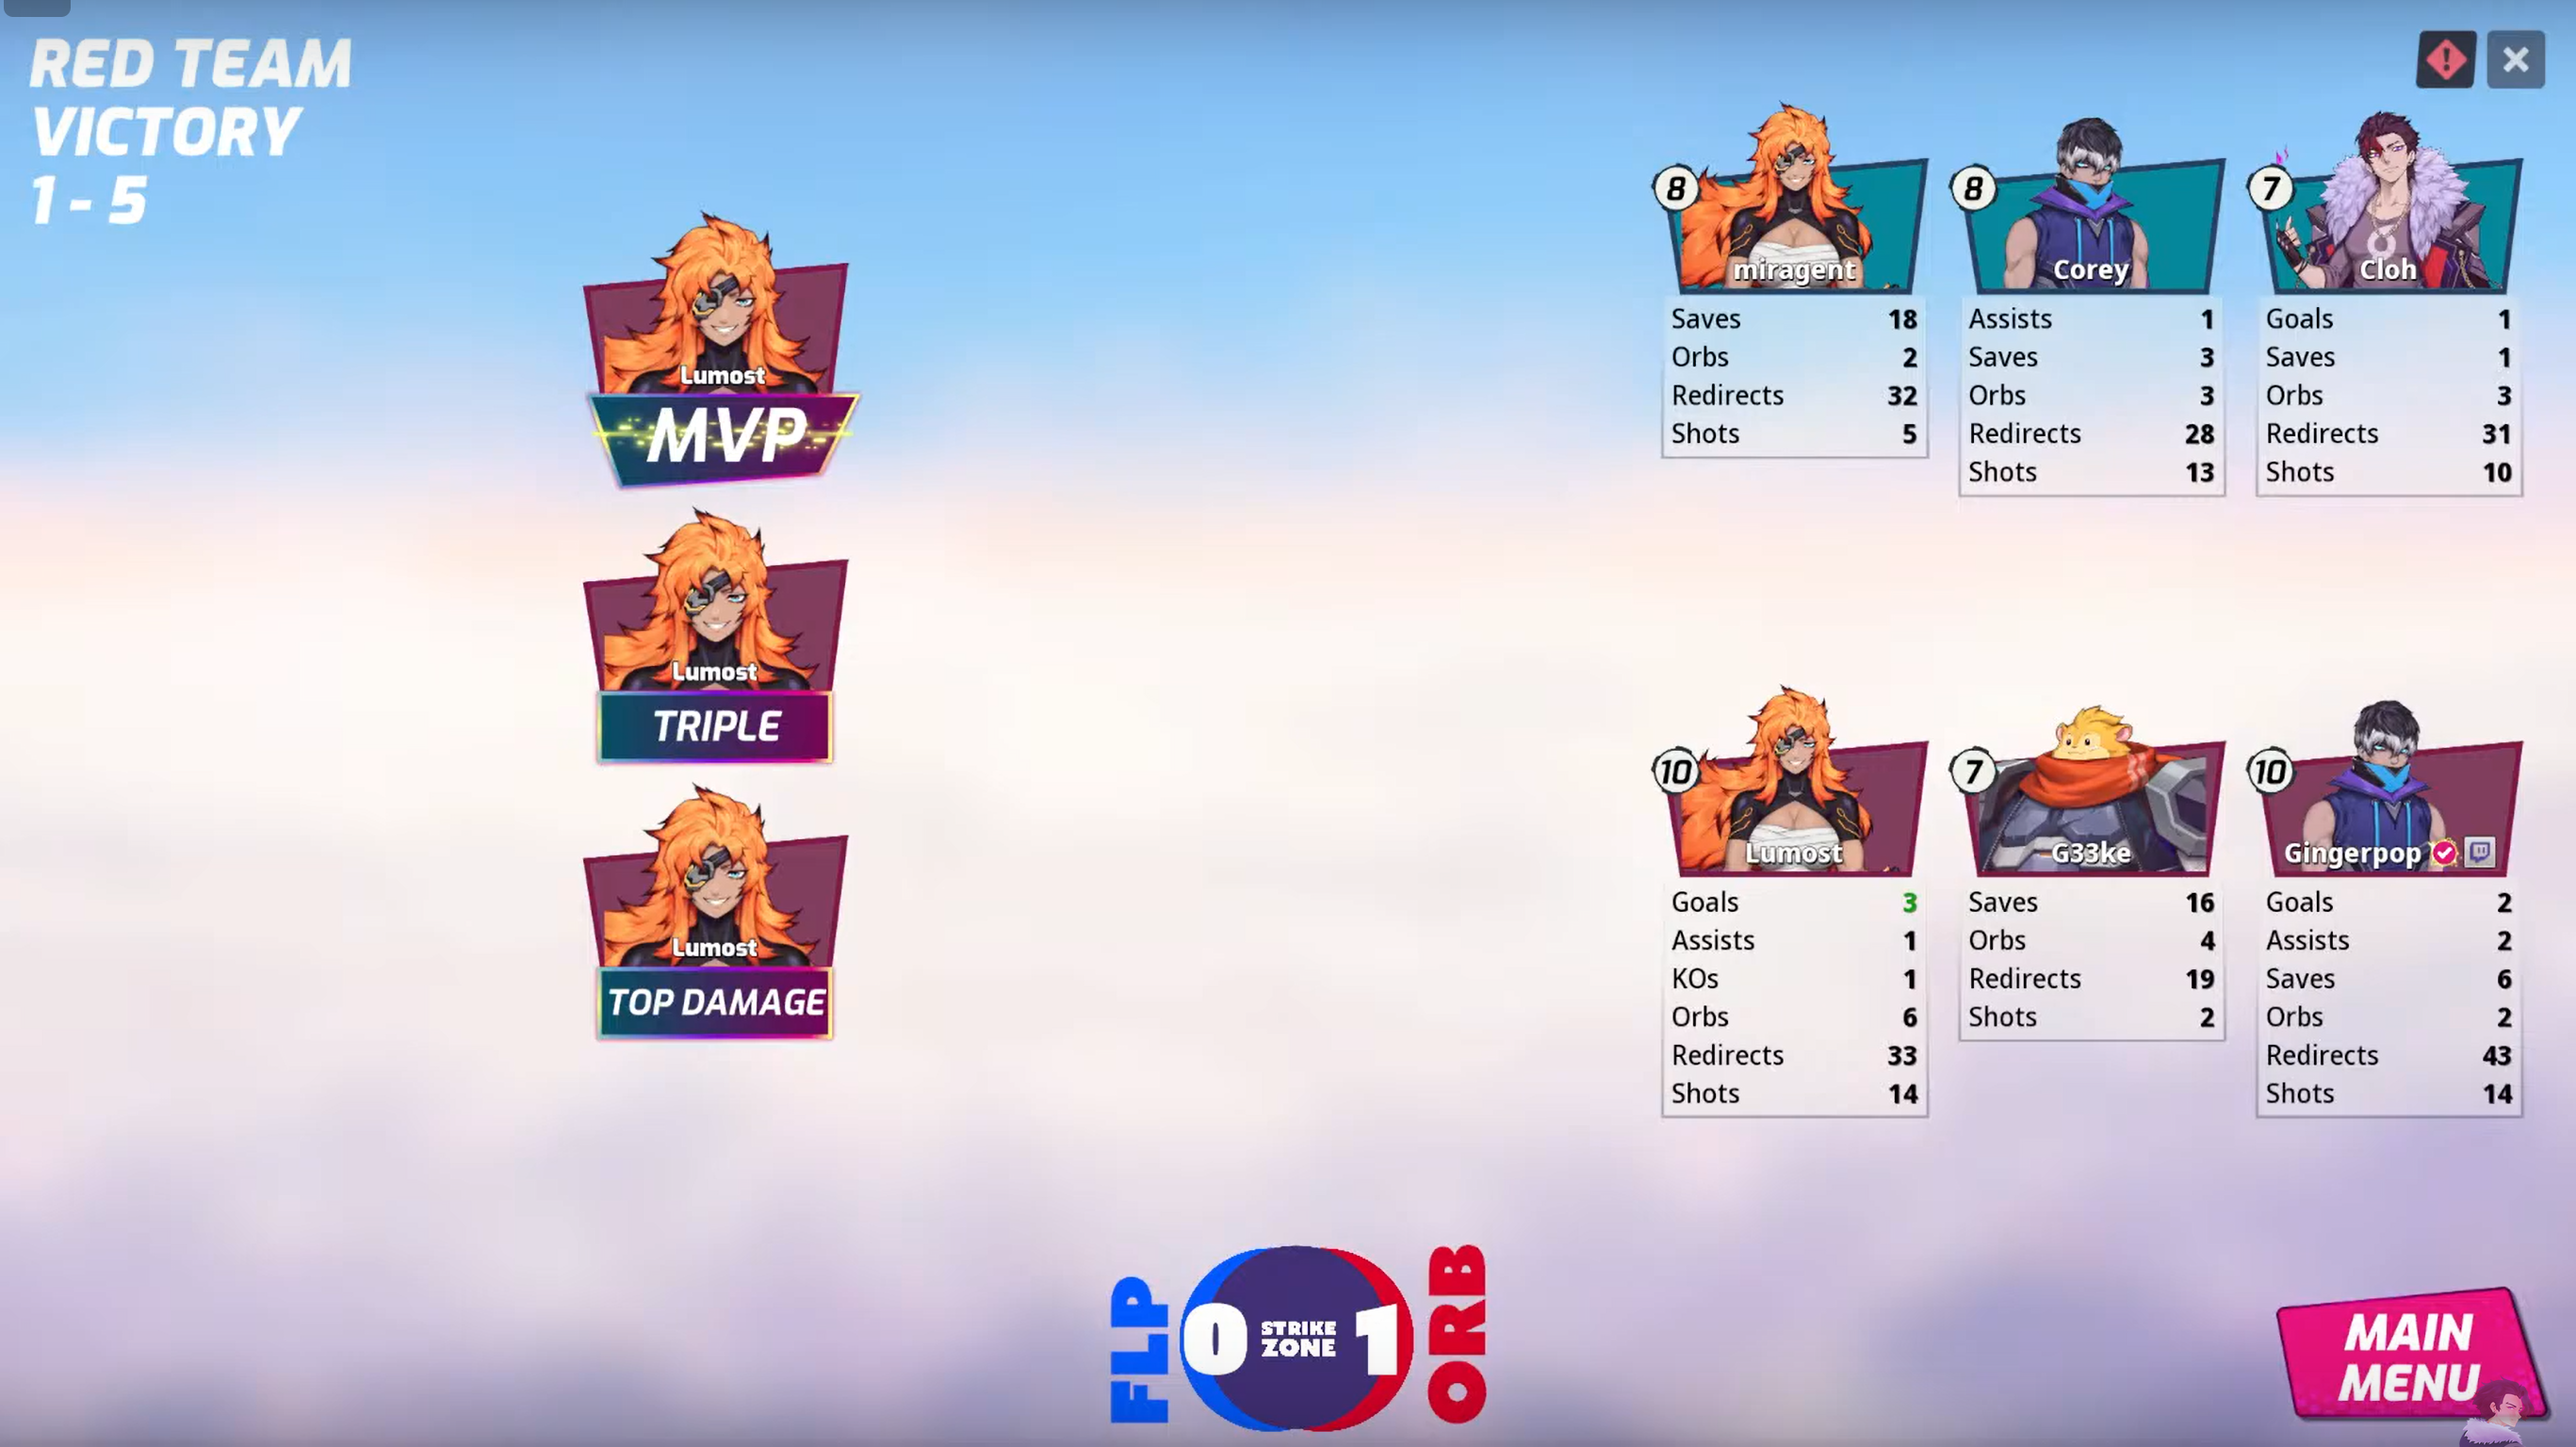 RED TEAM
VICTORY
1 - 5
Lumost
MVP
Lumost
TRIPLE
Lumost
TOP DAMAGE
8
miragent
Saves 18
Orbs 2
Redirects 32
Shots 5
8
Corey
Assists 1
Saves 3
Orbs 3
Redirects 28
Shots 13
7
Cloh
Goals 1
Saves 1
Orbs 3
Redirects 31
Shots 10
10
Lumost
Goals 3
Assists 1
KOs 1
Orbs 6
Redirects 33
Shots 14
7
G33ke
Saves 16
Orbs 4
Redirects 19
Shots 2
10
Gingerpop
Goals 2
Assists 2
Saves 6
Orbs 2
Redirects 43
Shots 14
FLP
0
STRIKE
ZONE
1
ORB
MAIN
MENU